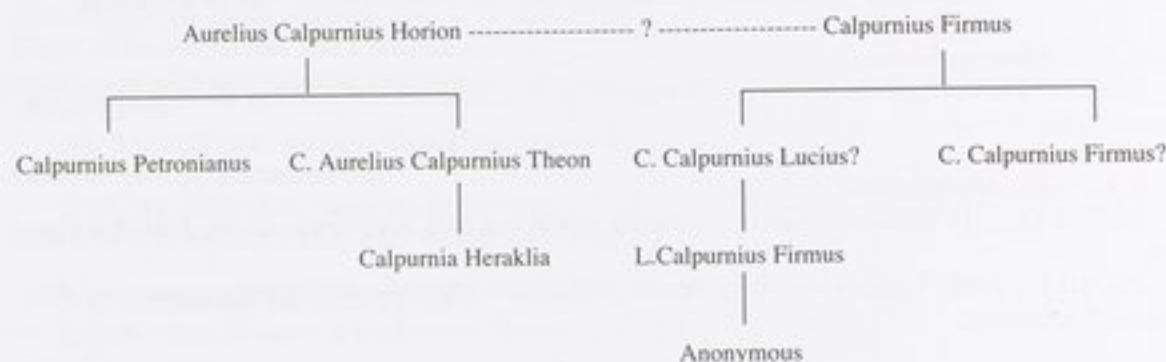 Aurelius Calpurnius Horion ---------------------- ? -------------------- Calpurnius Firmus
Calpurnius Petronianus C. Aurelius Calpurnius Theon C. Calpurnius Lucius? C. Calpurnius Firmus?
Calpurnia Heraklia L.Calpurnius Firmus
Anonymous